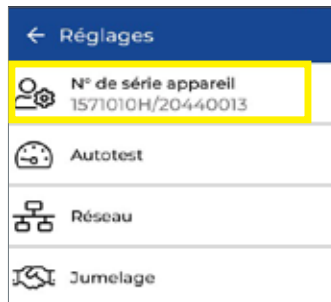 Réglages
N° de série appareil
1571010H/20440013
Autotest
Réseau
Jumelage